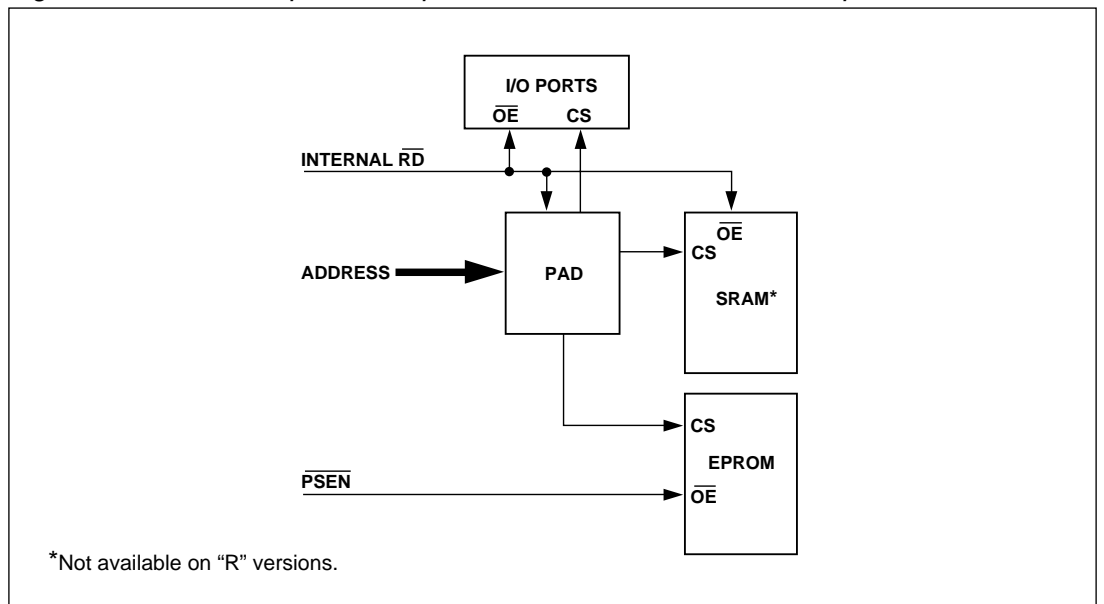 I/O PORTS
OE CS
INTERNAL RD
ADDRESS
PAD
OE
CS
SRAM*
CS
EPROM
PSEN
OE
*Not available on “R” versions.